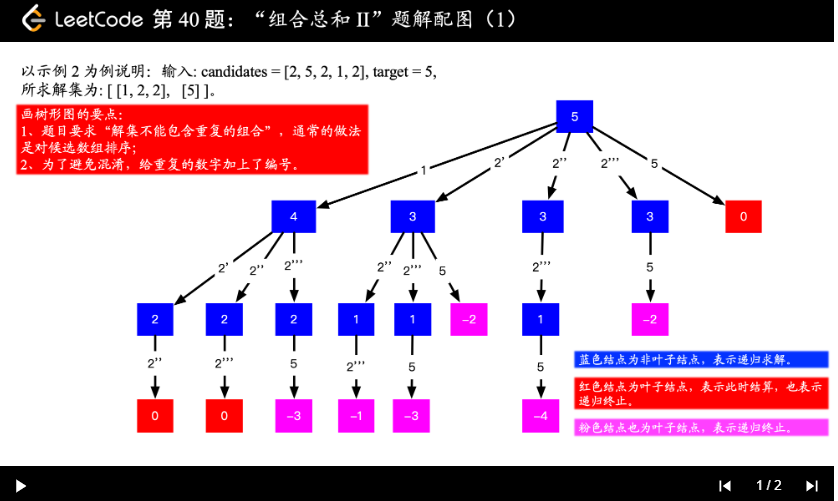 LeetCode 第 40 题：“组合总和 II”题解配图（1）
以示例 2 为例说明：输入: candidates = [2, 5, 2, 1, 2], target = 5,
所求解集为: [ [1, 2, 2],   [5] ]。
画树形图的要点：
1、题目要求“解集不能包含重复的组合”，通常的做法
是对候选数组排序；
2、为了避免混淆，给重复的数字加上了编号。
5
1 2’ 2’’ 2’’’ 5
4 3 3 3 0
2’ 2’’ 2’’’ 2’’ 2’’’ 5 2’’’ 5
2 2 2 1 1 −2 1 −2
2’’ 2’’’ 5 2’’’ 5 5
0 0 −3 −1 −3 −4
蓝色结点为非叶子结点，表示递归求解。
红色结点为叶子结点，表示此时结算，也表示
递归终止。
粉色结点也为叶子结点，表示递归终止。
1 / 2